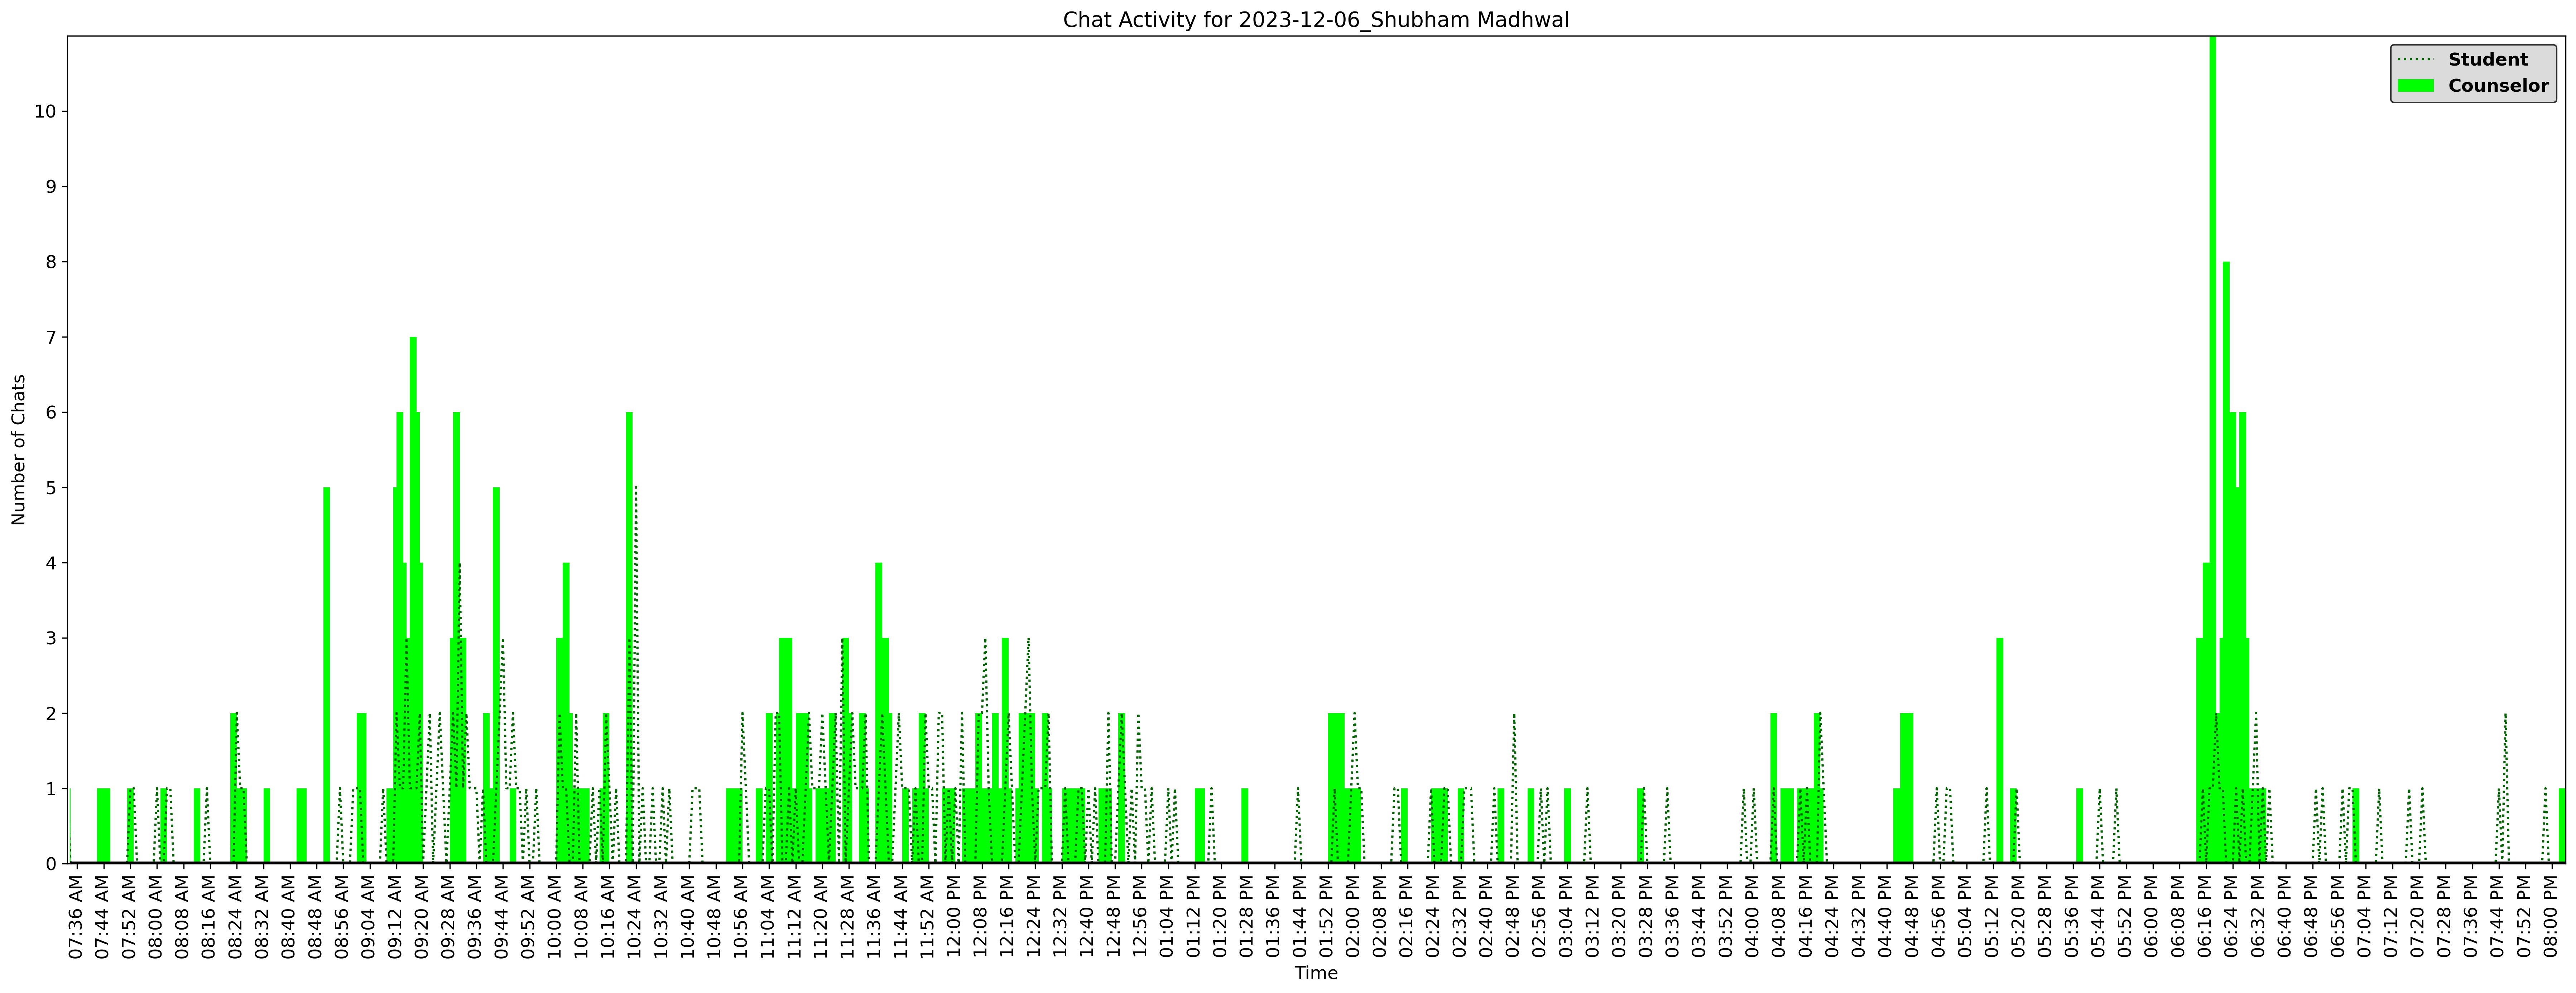 Chat Activity for 2023-12-06_Shubham Madhwal
Student
Counselor
Number of Chats
10
9
8
7
6
5
4
3
2
1
0
07:36 AM
07:44 AM
07:52 AM
08:00 AM
08:08 AM
08:16 AM
08:24 AM
08:32 AM
08:40 AM
08:48 AM
08:56 AM
09:04 AM
09:12 AM
09:20 AM
09:28 AM
09:36 AM
09:44 AM
09:52 AM
10:00 AM
10:08 AM
10:16 AM
10:24 AM
10:32 AM
10:40 AM
10:48 AM
10:56 AM
11:04 AM
11:12 AM
11:20 AM
11:28 AM
11:36 AM
11:44 AM
11:52 AM
12:00 PM
12:08 PM
12:16 PM
12:24 PM
12:32 PM
12:40 PM
12:48 PM
12:56 PM
01:04 PM
01:12 PM
01:20 PM
01:28 PM
01:36 PM
01:44 PM
01:52 PM
02:00 PM
02:08 PM
02:16 PM
02:24 PM
02:32 PM
02:40 PM
02:48 PM
02:56 PM
03:04 PM
03:12 PM
03:20 PM
03:28 PM
03:36 PM
03:44 PM
03:52 PM
04:00 PM
04:08 PM
04:16 PM
04:24 PM
04:32 PM
04:40 PM
04:48 PM
04:56 PM
05:04 PM
05:12 PM
05:20 PM
05:28 PM
05:36 PM
05:44 PM
05:52 PM
06:00 PM
06:08 PM
06:16 PM
06:24 PM
06:32 PM
06:40 PM
06:48 PM
06:56 PM
07:04 PM
07:12 PM
07:20 PM
07:28 PM
07:36 PM
07:44 PM
07:52 PM
08:00 PM
Time